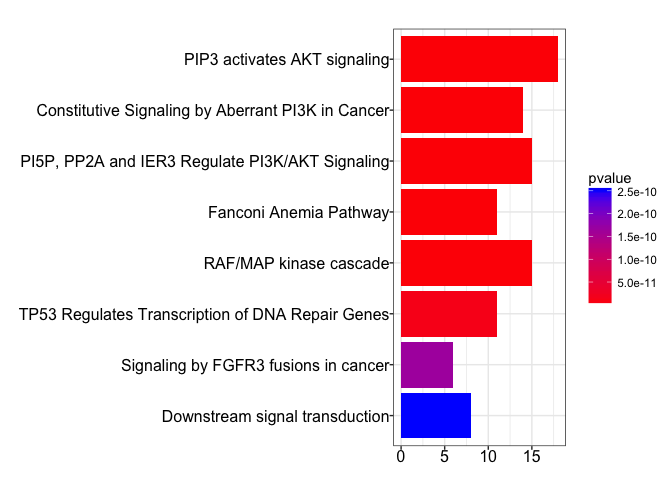 PIP3 activates AKT signaling
Constitutive Signaling by Aberrant PI3K in Cancer
PI5P, PP2A and IER3 Regulate PI3K/AKT Signaling
Fanconi Anemia Pathway
RAF/MAP kinase cascade
TP53 Regulates Transcription of DNA Repair Genes
Signaling by FGFR3 fusions in cancer
Downstream signal transduction
0 5 10 15
pvalue
2.5e-10
2.0e-10
1.5e-10
1.0e-10
5.0e-11